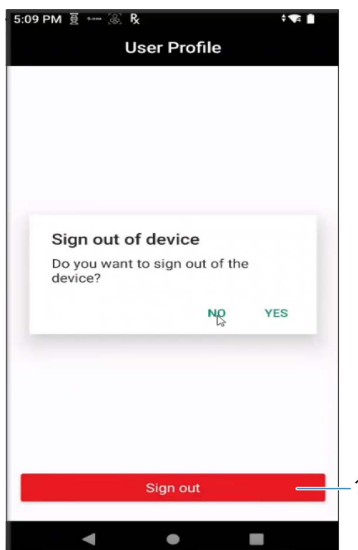 5:09 PM
User Profile
Sign out of device
Do you want to sign out of the
device?
NO YES
Sign out